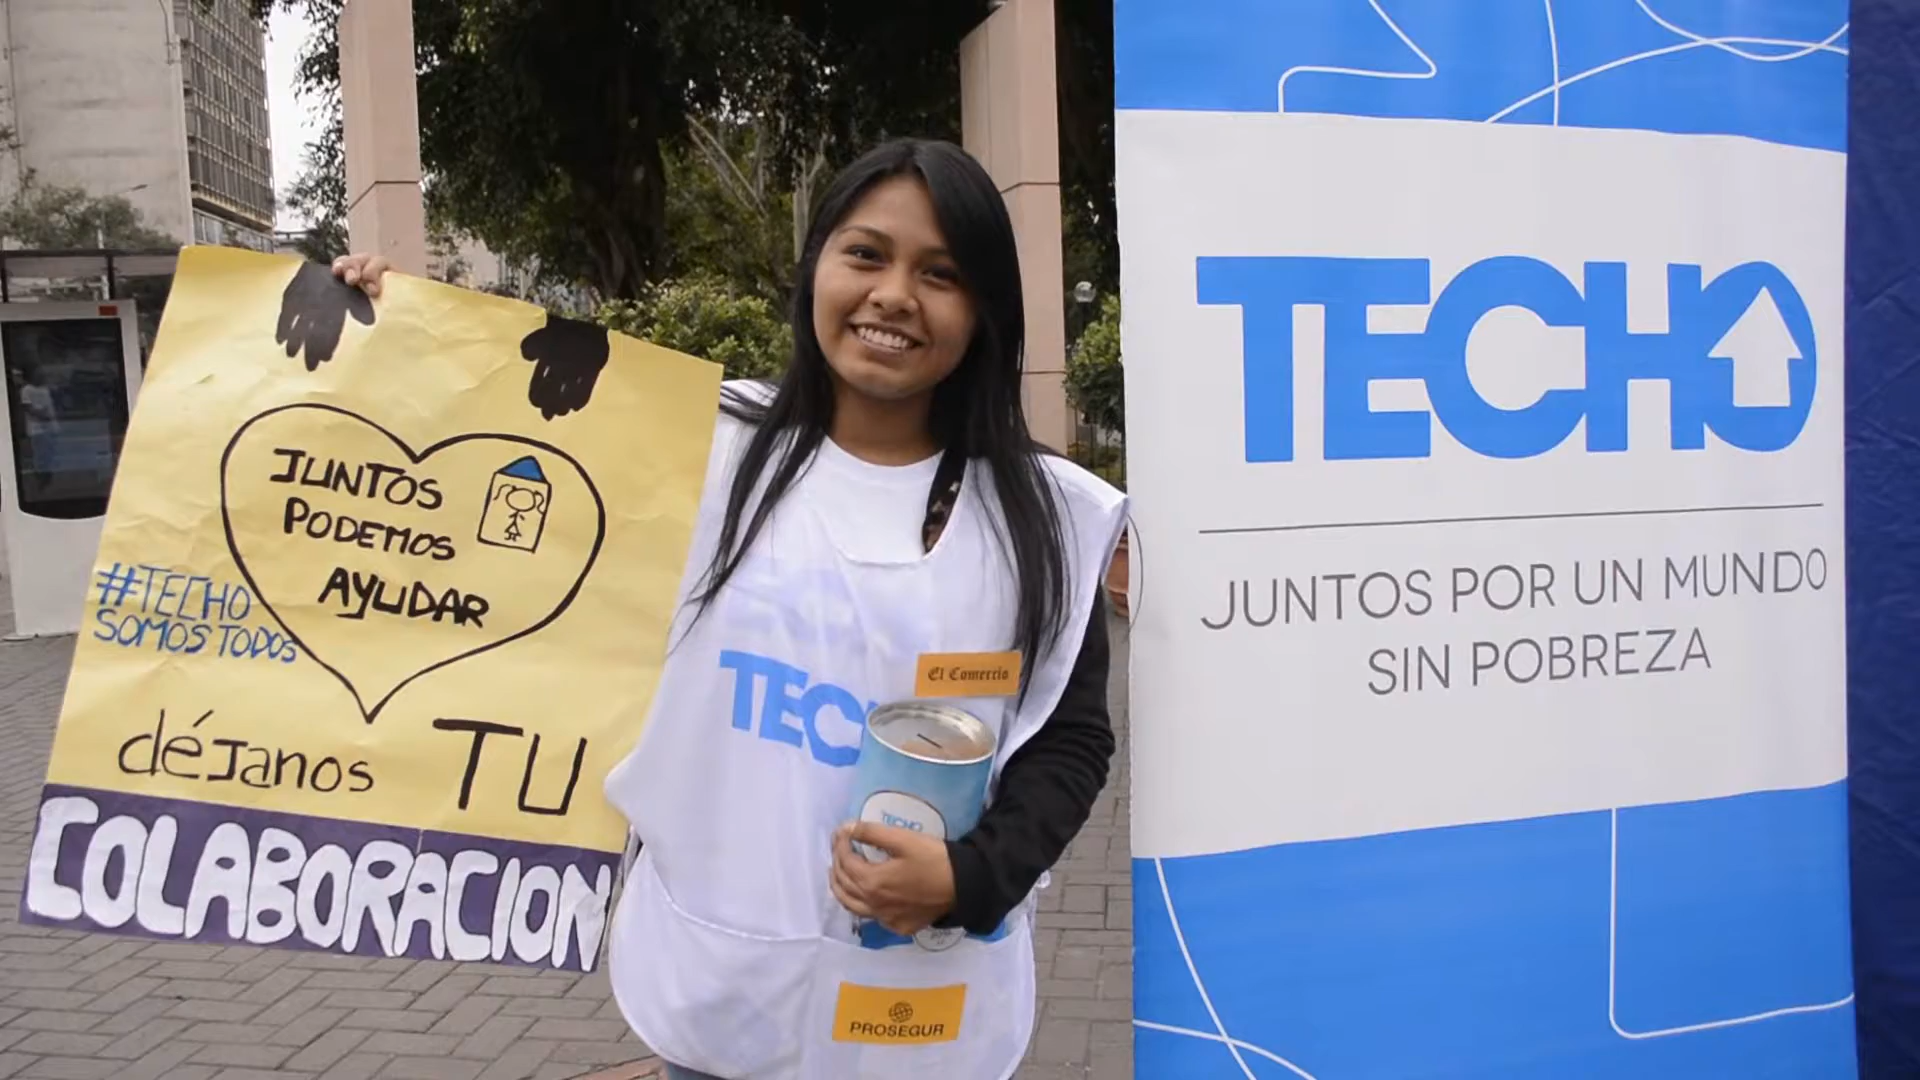 JUNTOS
PODEMOS
AYUDAR
#TECHO
SOMOS TODOS
déJanos TU
COLABORACION
TECH
El Comercio
TECHO
PROSEGUR
TECHO
JUNTOS POR UN MUNDO
SIN POBREZA